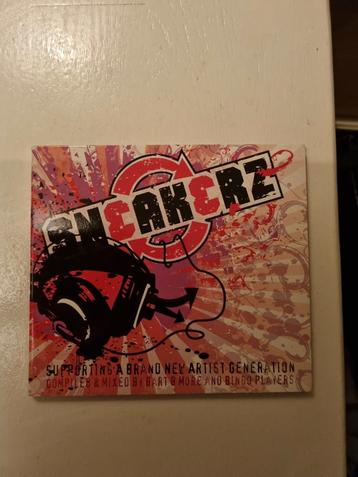 SNEAKERZ
SUPPORTING A BRAND NEW ARTIST GENERATION
COMPILED & MIXED BY BART B MORE AND BINGO PLAYERS